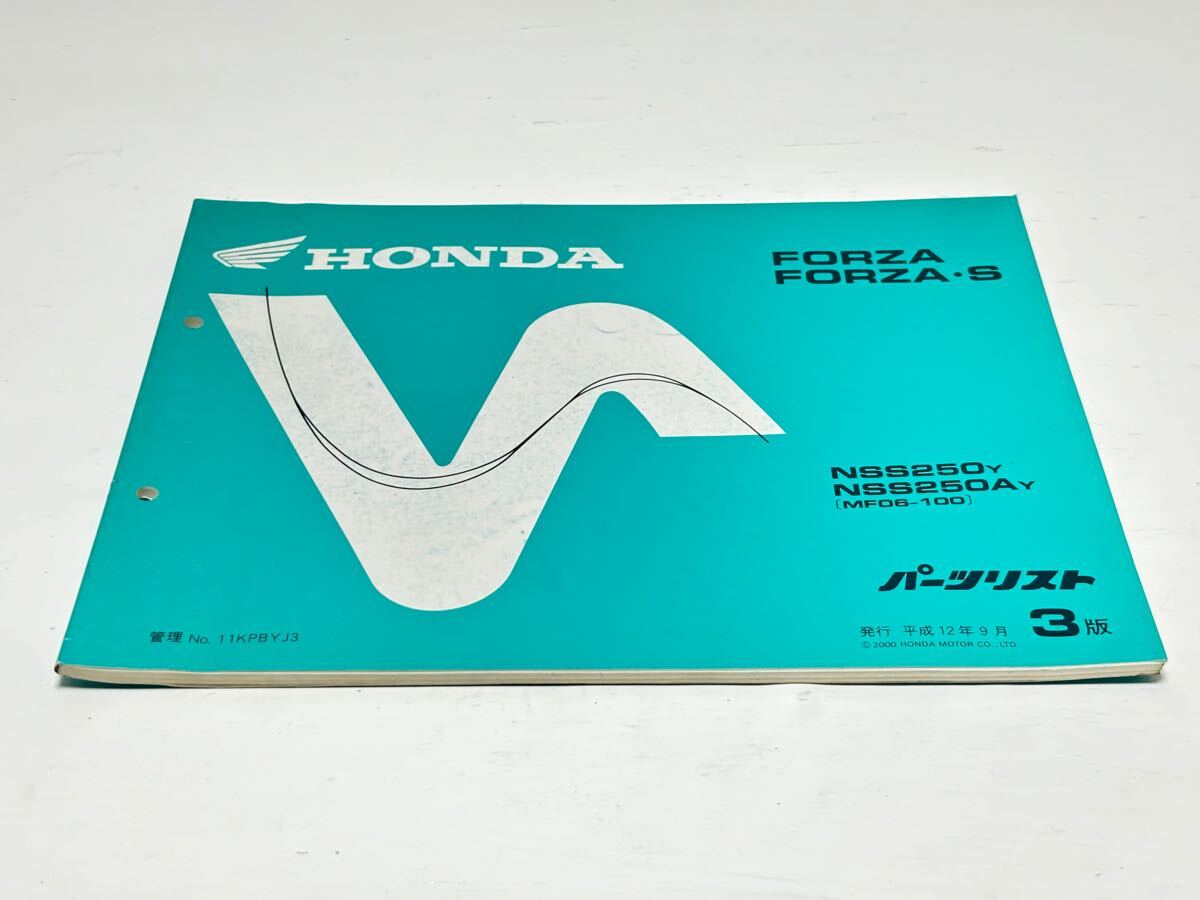 HONDA
FORZA
FORZA・S
NSS250Y
NSS250AY
[MF06-100]
パーツリスト
管理 No. 11KPBYJ3
発行 平成12年9月 3版
© 2000 HONDA MOTOR CO., LTD.